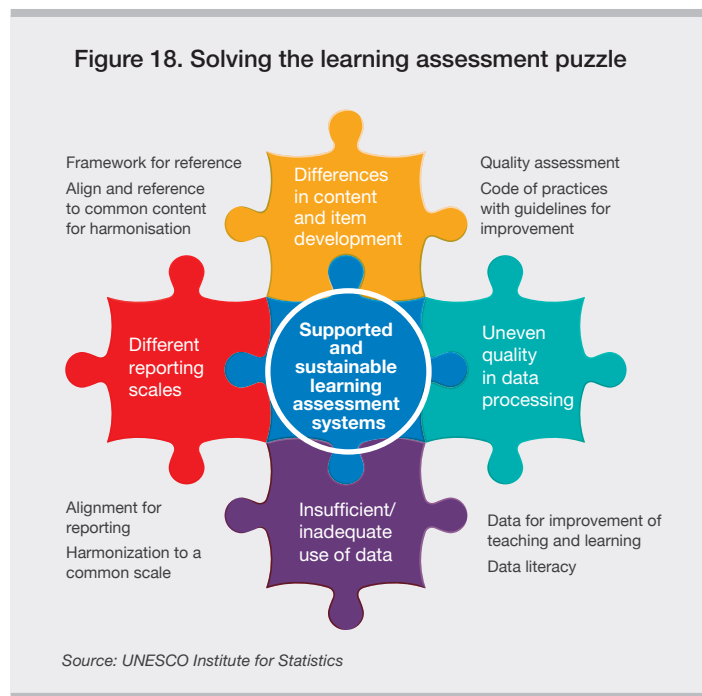 Figure 18. Solving the learning assessment puzzle
Framework for reference
Align and reference
to common content
for harmonisation
Differences
in content
and item
development
Quality assessment
Code of practices
with guidelines for
improvement
Different
reporting
scales
Supported
and
sustainable
learning
assessment
systems
Uneven
quality
in data
processing
Alignment for
reporting
Harmonization to a
common scale
Insufficient/
inadequate
use of data
Data for improvement of
teaching and learning
Data literacy
Source: UNESCO Institute for Statistics